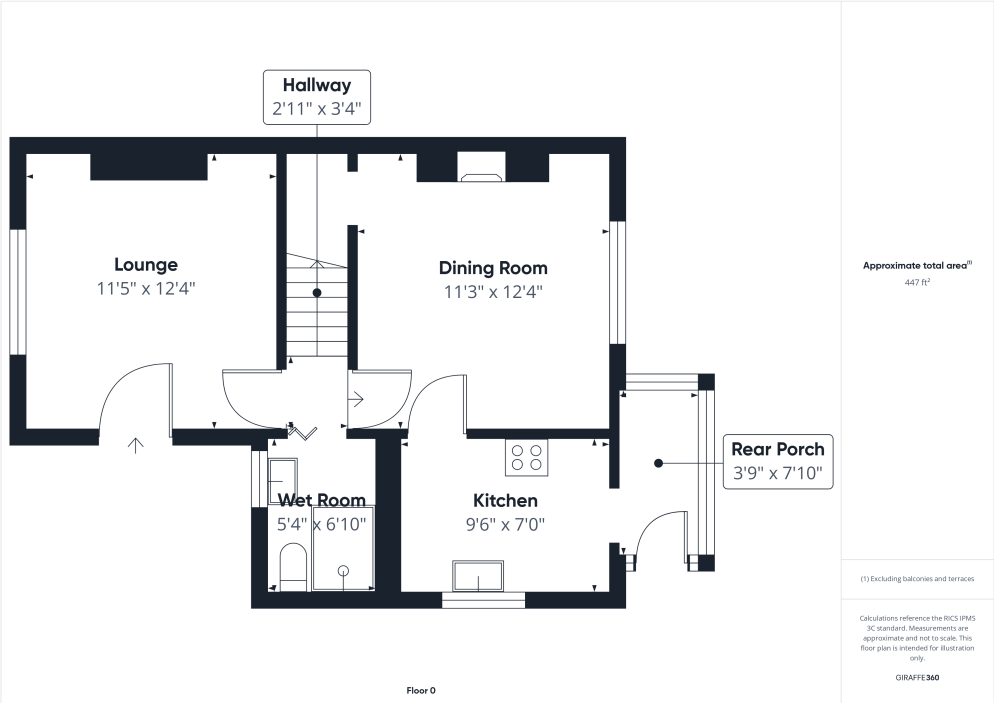 Hallway
2'11" x 3'4"
Lounge
11'5" x 12'4"
Dining Room
11'3" x 12'4"
Approximate total area(1)
447 ft²
Rear Porch
3'9" x 7'10"
Wet Room
5'4" x 6'10"
Kitchen
9'6" x 7'0"
(1) Excluding balconies and terraces
Calculations reference the RICS IPMS
3C standard. Measurements are
approximate and not to scale. This
floor plan is intended for illustration
only.
GIRAFFE360
Floor 0